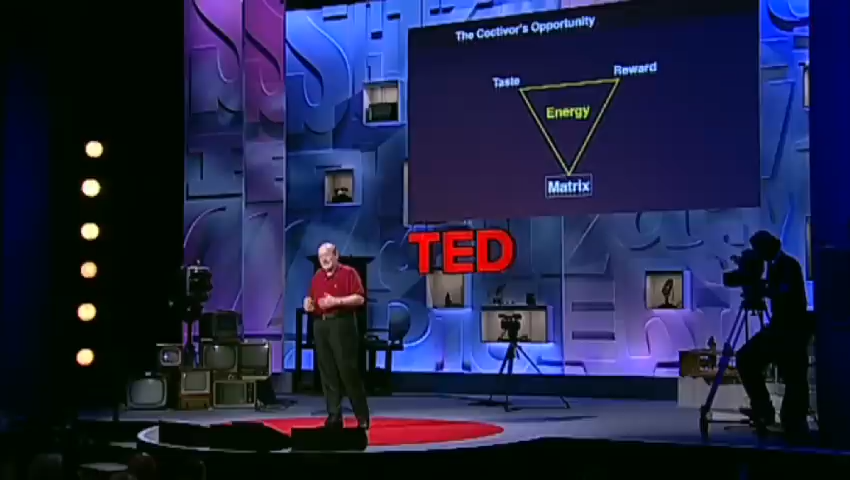 The Coctivor's Opportunity
Taste
Reward
Energy
Matrix
TED